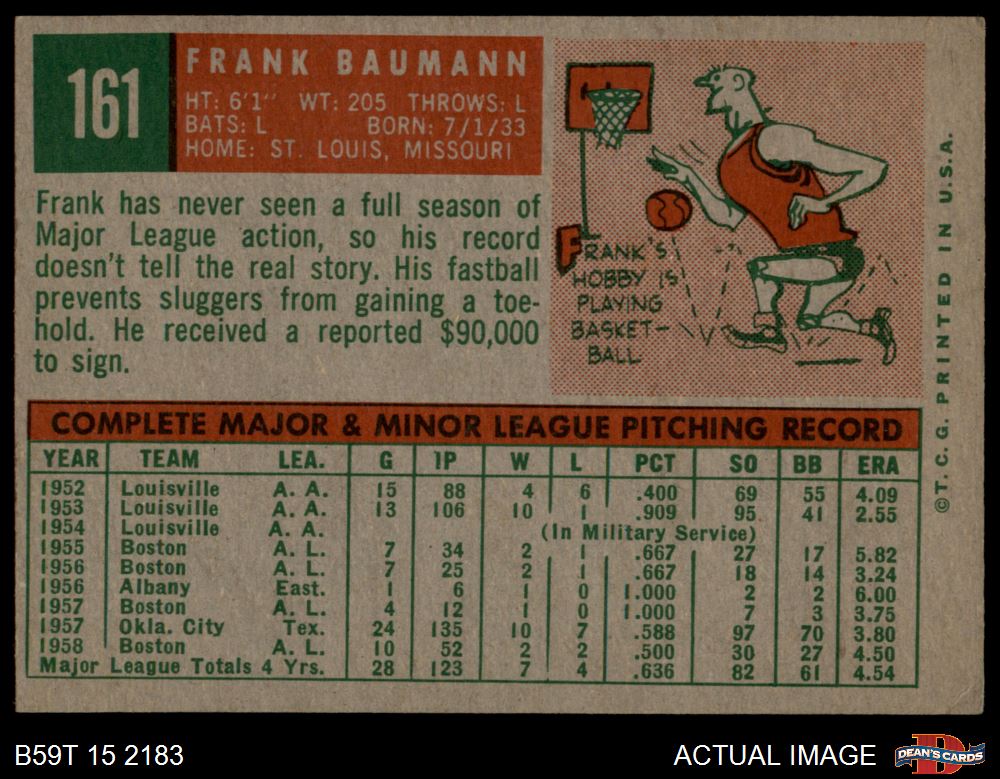 161
FRANK BAUMANN
HT: 6'1" WT: 205 THROWS: L
BATS: L BORN: 7/1/33
HOME: ST. LOUIS, MISSOURI
Frank has never seen a full season of
Major League action, so his record
doesn't tell the real story. His fastball
prevents sluggers from gaining a toe-
hold. He received a reported $90,000
to sign.
FRANK'S
HOBBY IS
PLAYING
BASKET-
BALL
COMPLETE MAJOR & MINOR LEAGUE PITCHING RECORD
YEAR TEAM LEA. G IP W L PCT SO BB ERA
1952 Louisville A. A. 15 88 4 6 .400 69 55 4.09
1953 Louisville A. A. 13 106 10 1 .909 95 41 2.55
1954 Louisville A. A. (In Military Service)
1955 Boston A. L. 7 34 2 1 .667 27 17 5.82
1956 Boston A. L. 7 25 2 1 .667 18 14 3.24
1956 Albany East. 1 6 1 0 1.000 2 2 6.00
1957 Boston A. L. 4 12 1 0 1.000 7 3 3.75
1957 Okla. City Tex. 24 135 10 7 .588 97 70 3.80
1958 Boston A. L. 10 52 2 2 .500 30 27 4.50
Major League Totals 4 Yrs. 28 123 7 4 .636 82 61 4.54
© T. C. G. PRINTED IN U.S.A.
B59T 15 2183
ACTUAL IMAGE
DEAN'S CARDS